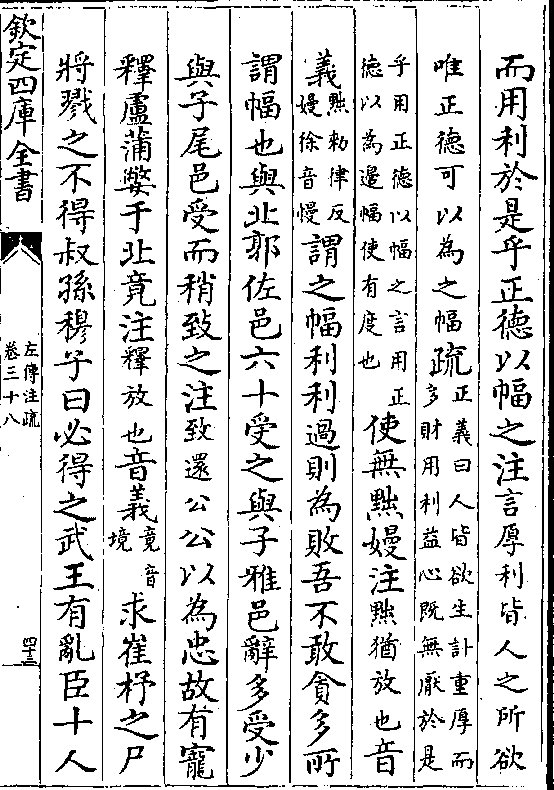 而用利於是乎正德以幅之注言厚利皆人之所欲
唯正德可以為之幅疏正義曰人皆欲生計重厚而
多財用利益心既無厭於是
乎用正德以幅之言用正
德以為邊幅使有度也使無黜嫚注黜猶放也音
義黜勅律反
嫚徐音慢謂之幅利利過則為敗吾不敢貪多所
謂幅也與北郭佐邑六十受之與子雅邑辭多受少
與子尾邑受而稍致之注致還公公以為忠故有寵
釋盧蒲嫳于北竟注釋放也音義竟音
境求崔杼之尸
將戮之不得叔孫穆子曰必得之武王有亂臣十人
欽定四庫全書
左傳注疏
卷三十八
四十三